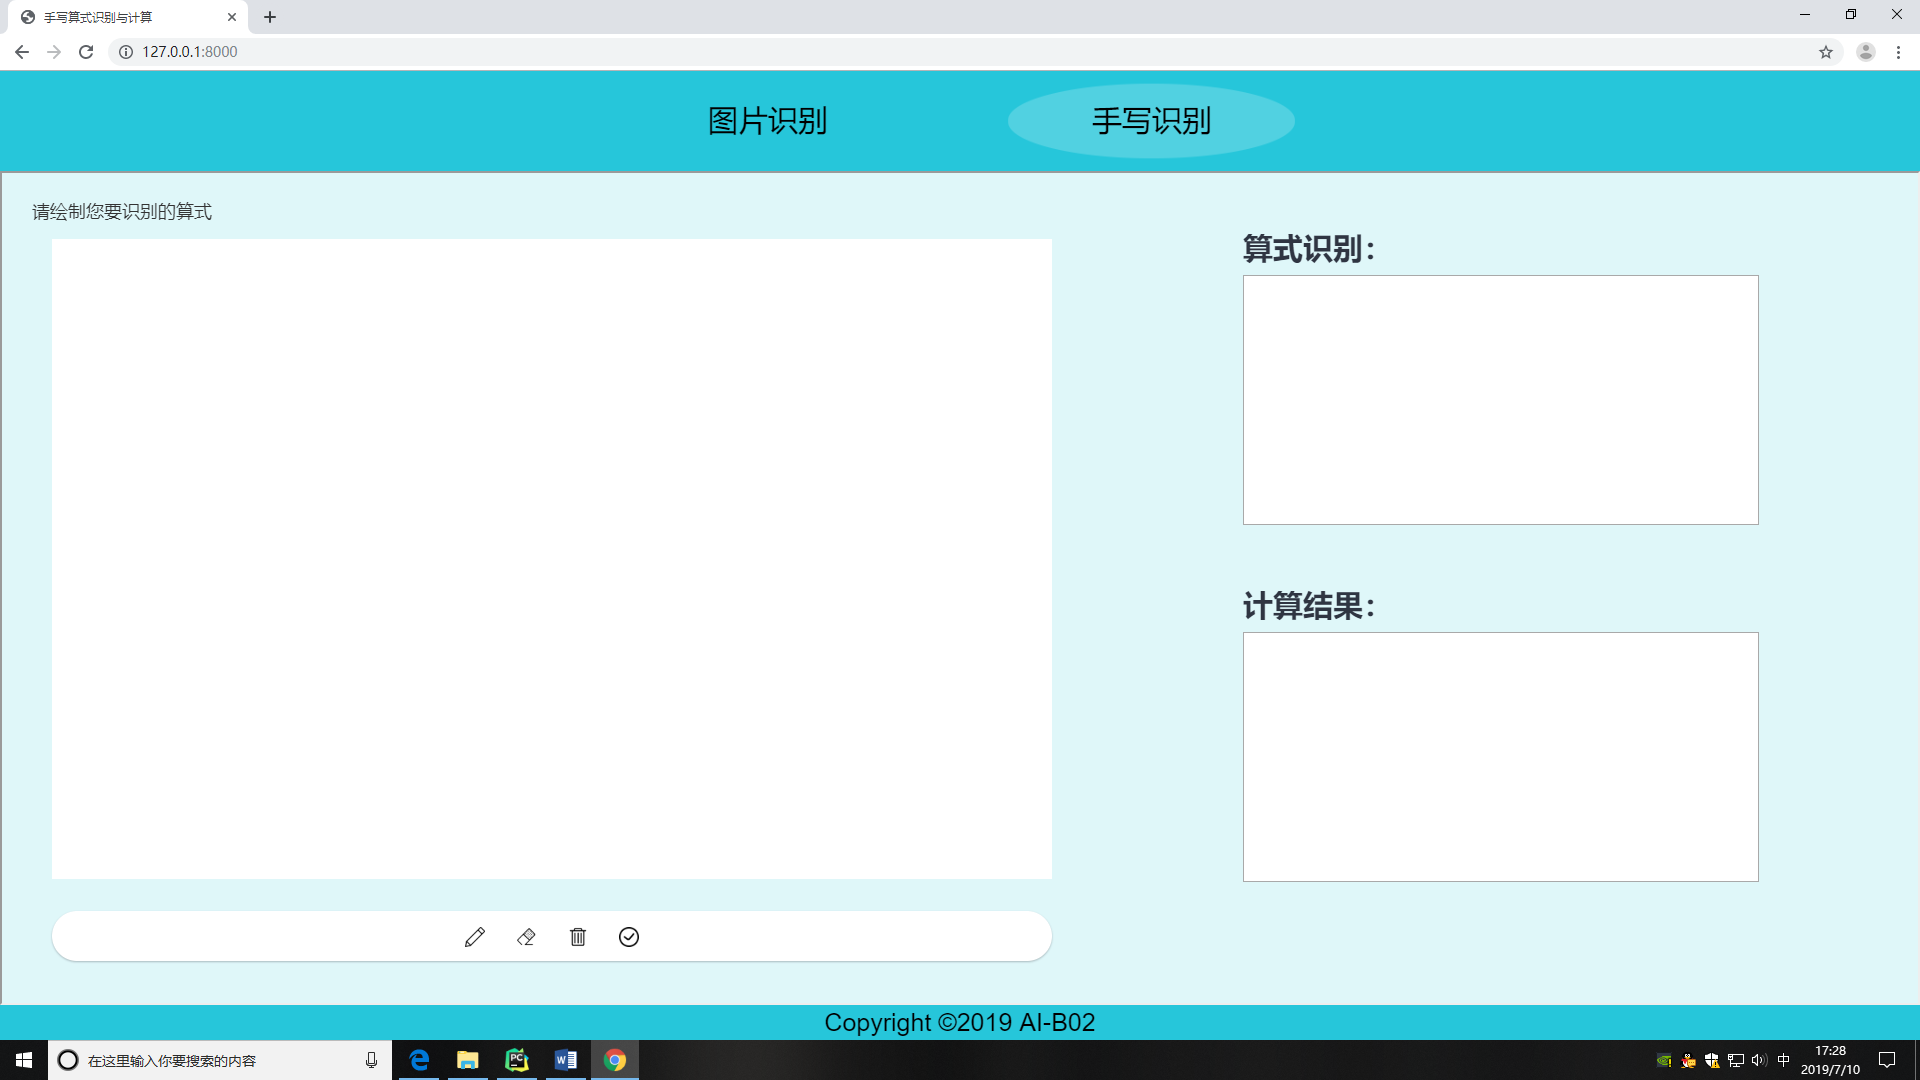 手写算式识别与计算
127.0.0.1:8000
图片识别
手写识别
请绘制您要识别的算式
算式识别：
计算结果：
Copyright ©2019 AI-B02
在这里输入你要搜索的内容
中
17:28
2019/7/10